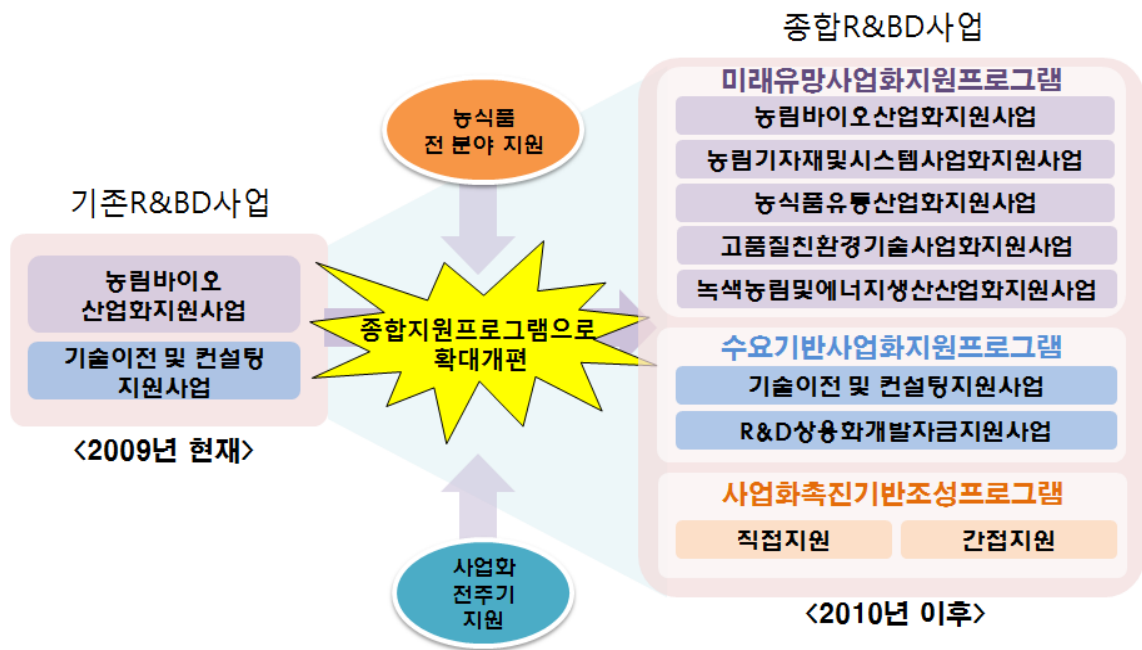 기존R&BD사업
농림바이오
산업화지원사업
기술이전 및 컨설팅
지원사업
<2009년 현재>
농식품
전 분야 지원
종합지원프로그램으로
확대개편
사업화
전주기
지원
종합R&BD사업
미래유망사업화지원프로그램
농림바이오산업화지원사업
농림기자재및시스템사업화지원사업
농식품유통산업화지원사업
고품질친환경기술사업화지원사업
녹색농림및에너지생산산업화지원사업
수요기반사업화지원프로그램
기술이전 및 컨설팅지원사업
R&D상용화개발자금지원사업
사업화촉진기반조성프로그램
직접지원
간접지원
<2010년 이후>